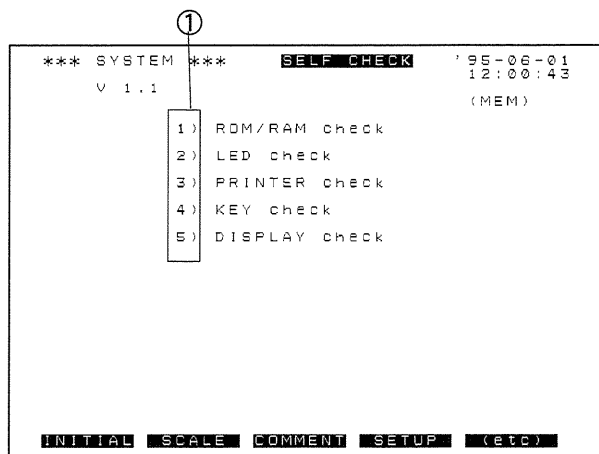 ①
*** SYSTEM *** SELF CHECK '95-06-01
12:00:43
V 1.1
(MEM)
1) ROM/RAM check
2) LED check
3) PRINTER check
4) KEY check
5) DISPLAY check
INITIAL SCALE COMMENT SETUP (etc)